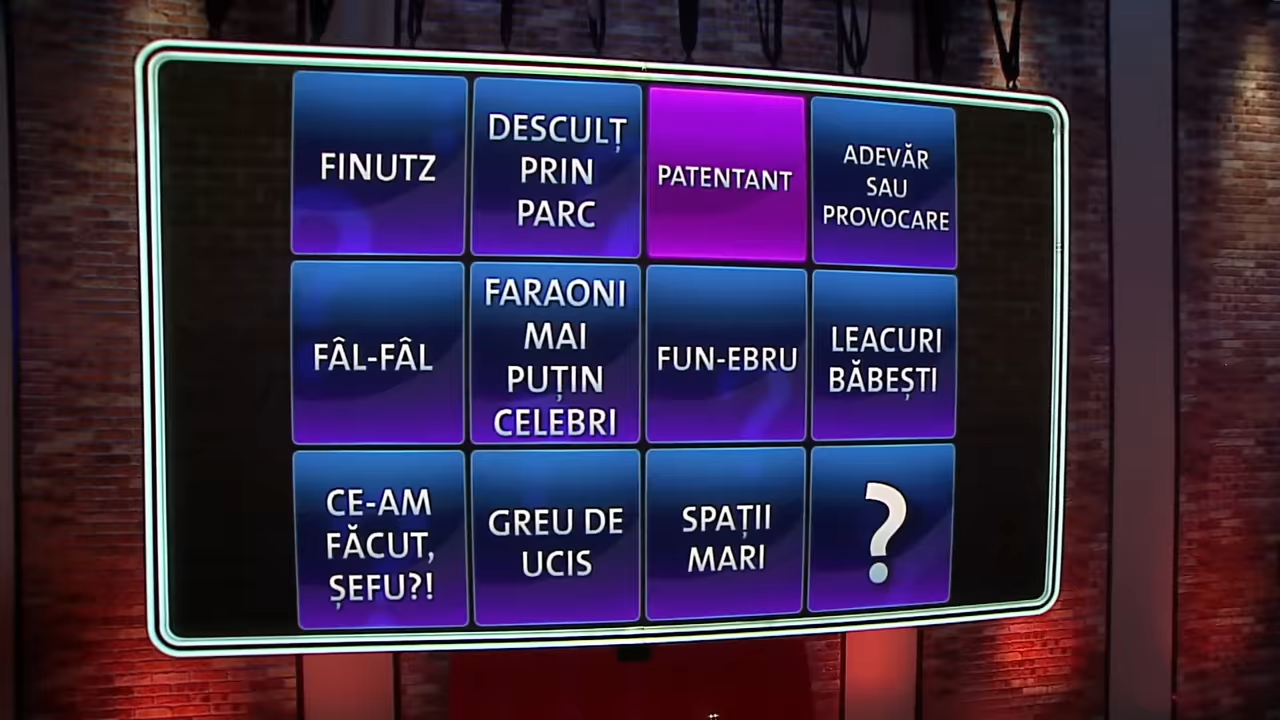 FINUTZ
DESCULȚ
PRIN
PARC
PATENTANT
ADEVĂR
SAU
PROVOCARE
FÂL-FÂL
FARAONI
MAI
PUȚIN
CELEBRI
FUN-EBRU
LEACURI
BĂBEȘTI
CE-AM
FĂCUT,
ȘEFU?!
GREU DE
UCIS
SPAȚII
MARI
?